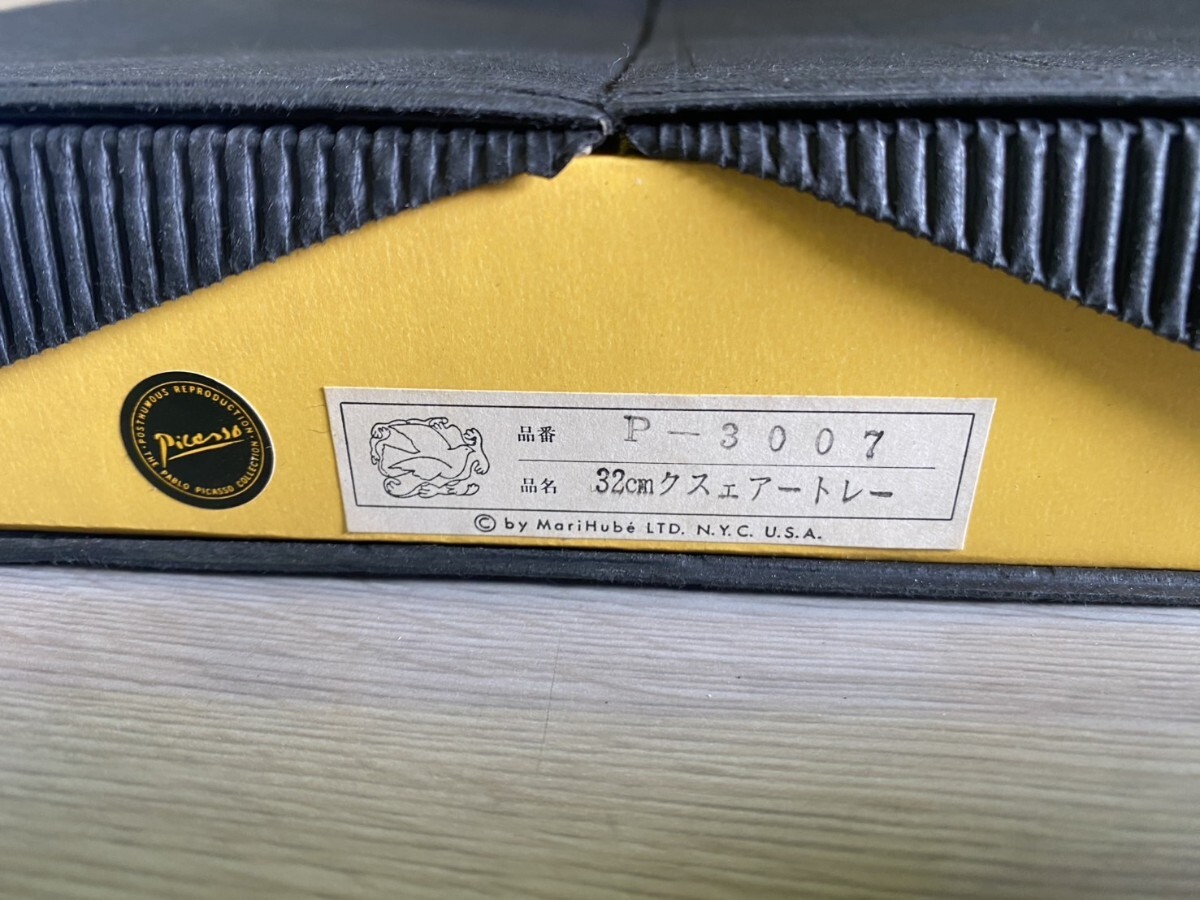 POSTHUMOUS REPRODUCTION
Picasso
THE PABLO PICASSO COLLECTION
品番 P-3007
品名 32cmクスェアートレー
© by MariHubé LTD. N.Y.C. U.S.A.